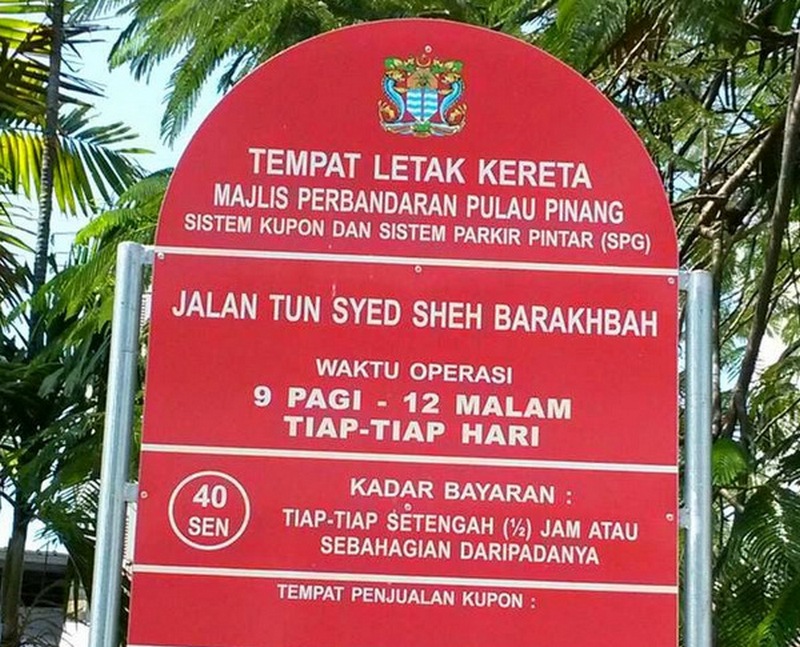 TEMPAT LETAK KERETA
MAJLIS PERBANDARAN PULAU PINANG
SISTEM KUPON DAN SISTEM PARKIR PINTAR (SPG)
JALAN TUN SYED SHEH BARAKHBAH
WAKTU OPERASI
9 PAGI - 12 MALAM
TIAP-TIAP HARI
40
SEN
KADAR BAYARAN :
TIAP-TIAP SETENGAH (½) JAM ATAU
SEBAHAGIAN DARIPADANYA
TEMPAT PENJUALAN KUPON :